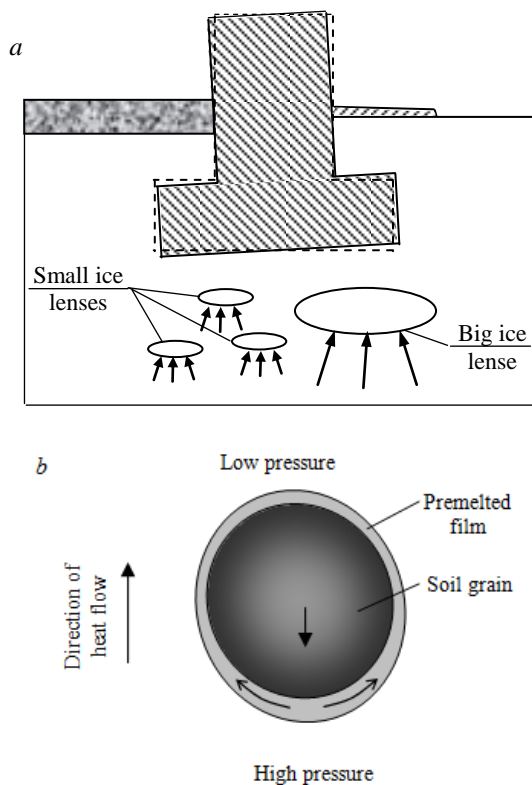 a
Small ice
lenses
Big ice
lense
b
Low pressure
Premelted
film
Direction of
heat flow
Soil grain
High pressure